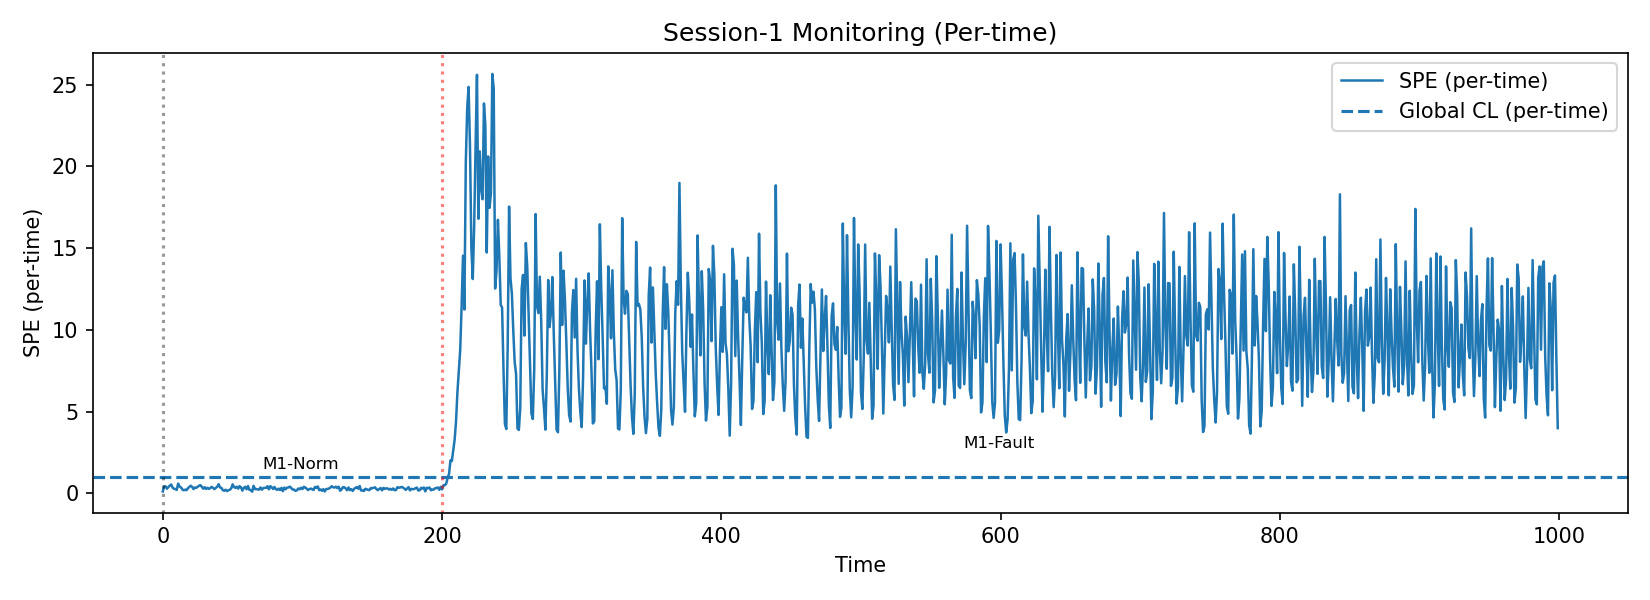 Session-1 Monitoring (Per-time)
SPE (per-time)
Global CL (per-time)
SPE (per-time)
25
20
15
10
5
0
M1-Norm
M1-Fault
0
200
400
600
800
1000
Time